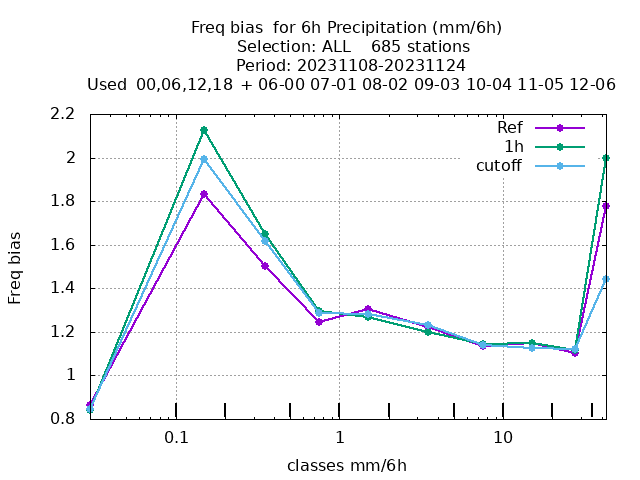 Freq bias  for 6h Precipitation (mm/6h)
Selection: ALL    685 stations
Period: 20231108-20231124
Used  00,06,12,18  + 06-00 07-01 08-02 09-03 10-04 11-05 12-06
2.2
2
1.8
1.6
1.4
1.2
1
0.8
Freq bias
Ref
1h
cutoff
0.1 1 10
classes mm/6h